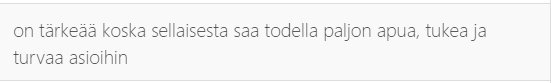 on tärkeää koska sellaisesta saa todella paljon apua, tukea ja
turvaa asioihin